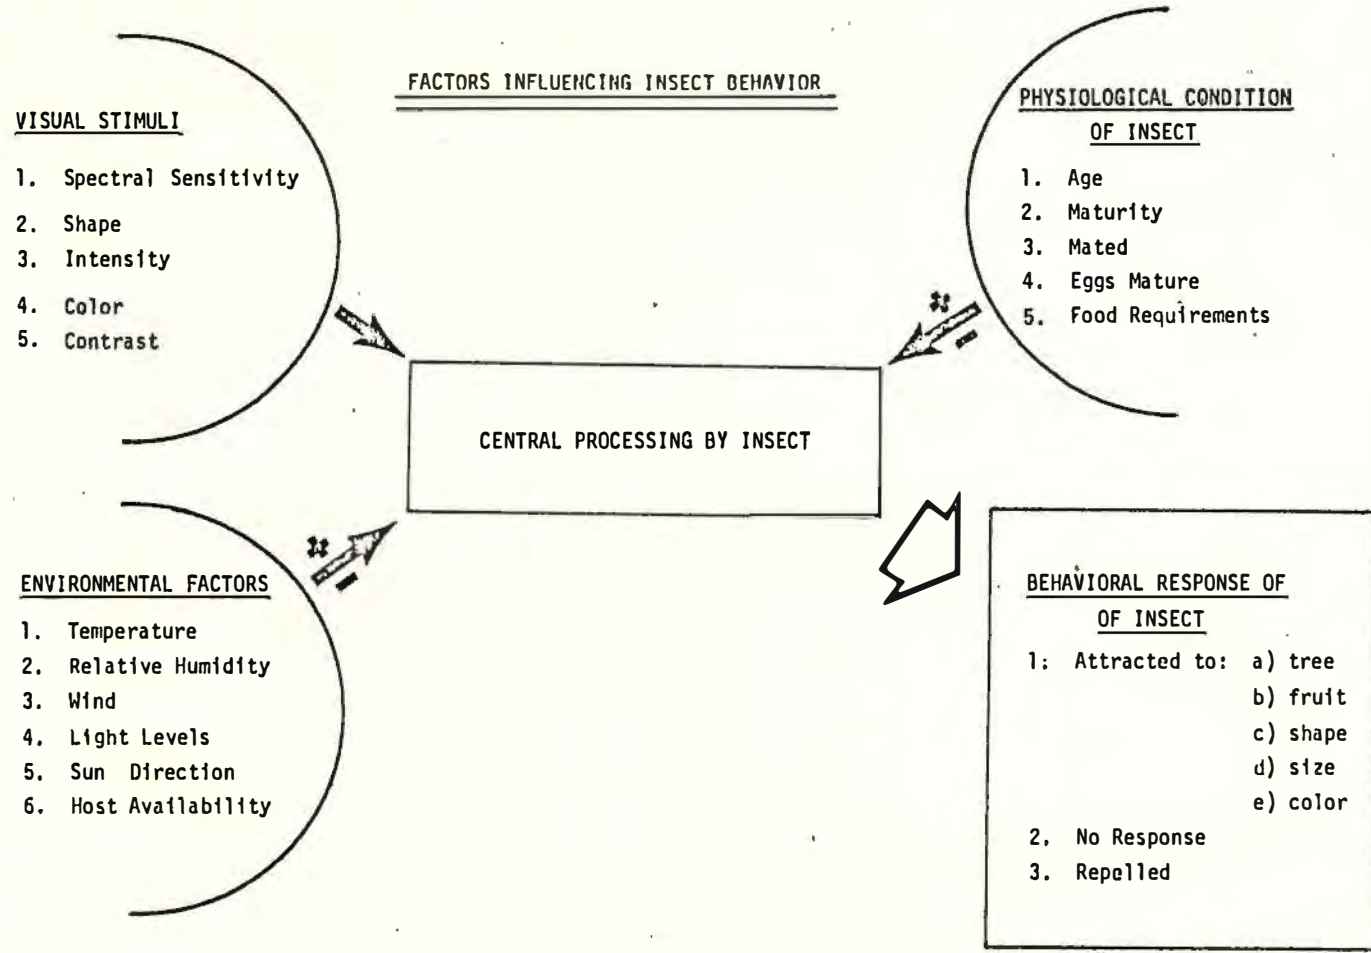 FACTORS INFLUENCING INSECT BEHAVIOR
VISUAL STIMULI
1. Spectral Sensitivity
2. Shape
3. Intensity
4. Color
5. Contrast
PHYSIOLOGICAL CONDITION
OF INSECT
1. Age
2. Maturity
3. Mated
4. Eggs Mature
5. Food Requirements
CENTRAL PROCESSING BY INSECT
ENVIRONMENTAL FACTORS
1. Temperature
2. Relative Humidity
3. Wind
4. Light Levels
5. Sun Direction
6. Host Availability
BEHAVIORAL RESPONSE OF
OF INSECT
1; Attracted to: a) tree
b) fruit
c) shape
d) size
e) color
2. No Response
3. Repelled